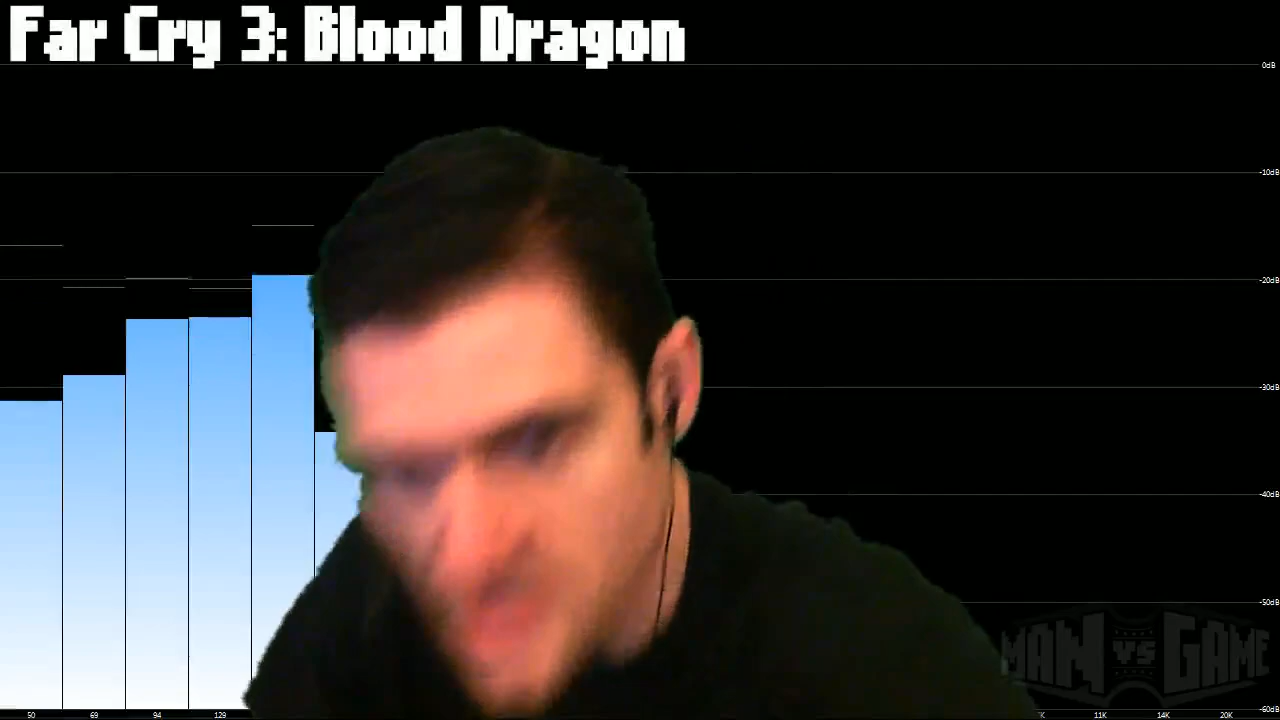 Far Cry 3: Blood Dragon
0dB
-10dB
-20dB
-30dB
-40dB
-50dB
MAN VS GAME
-60dB
50 69 94 129 11K 14K 20K